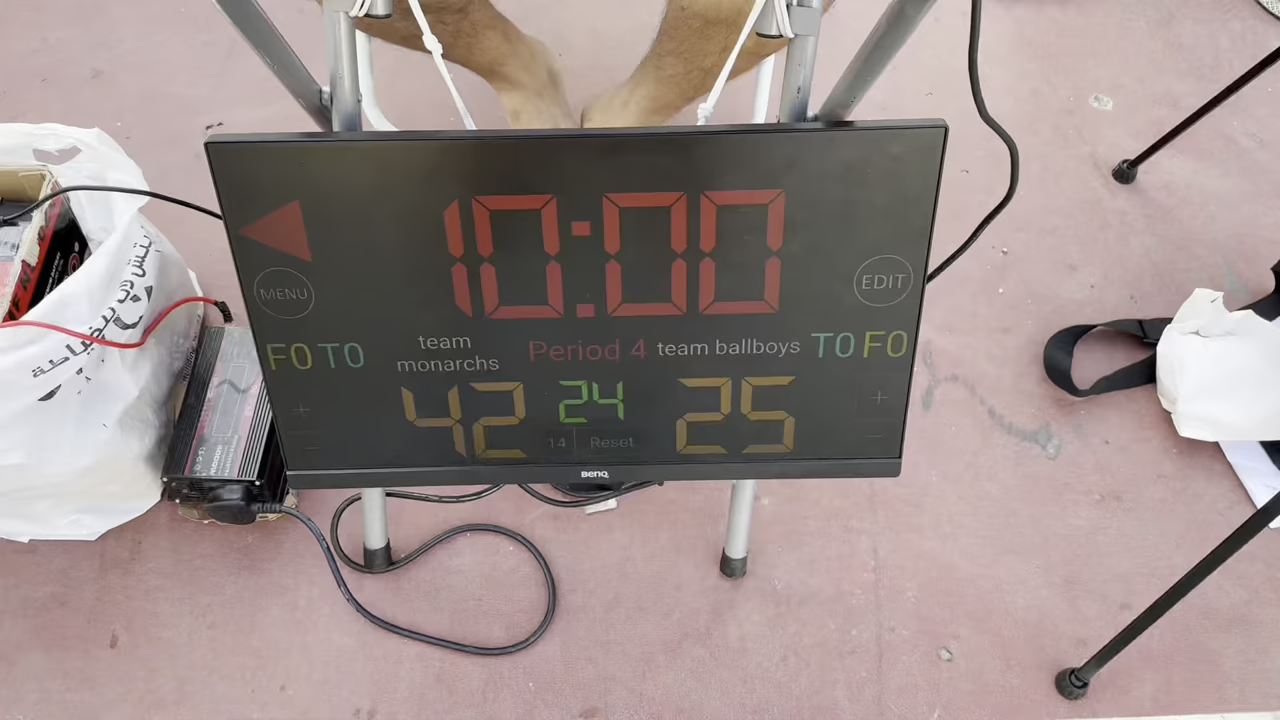 10:00
MENU
EDIT
F0 T0
team
monarchs
Period 4
team ballboys
T0 F0
42
24
25
+
+
-
-
14
Reset
BenQ